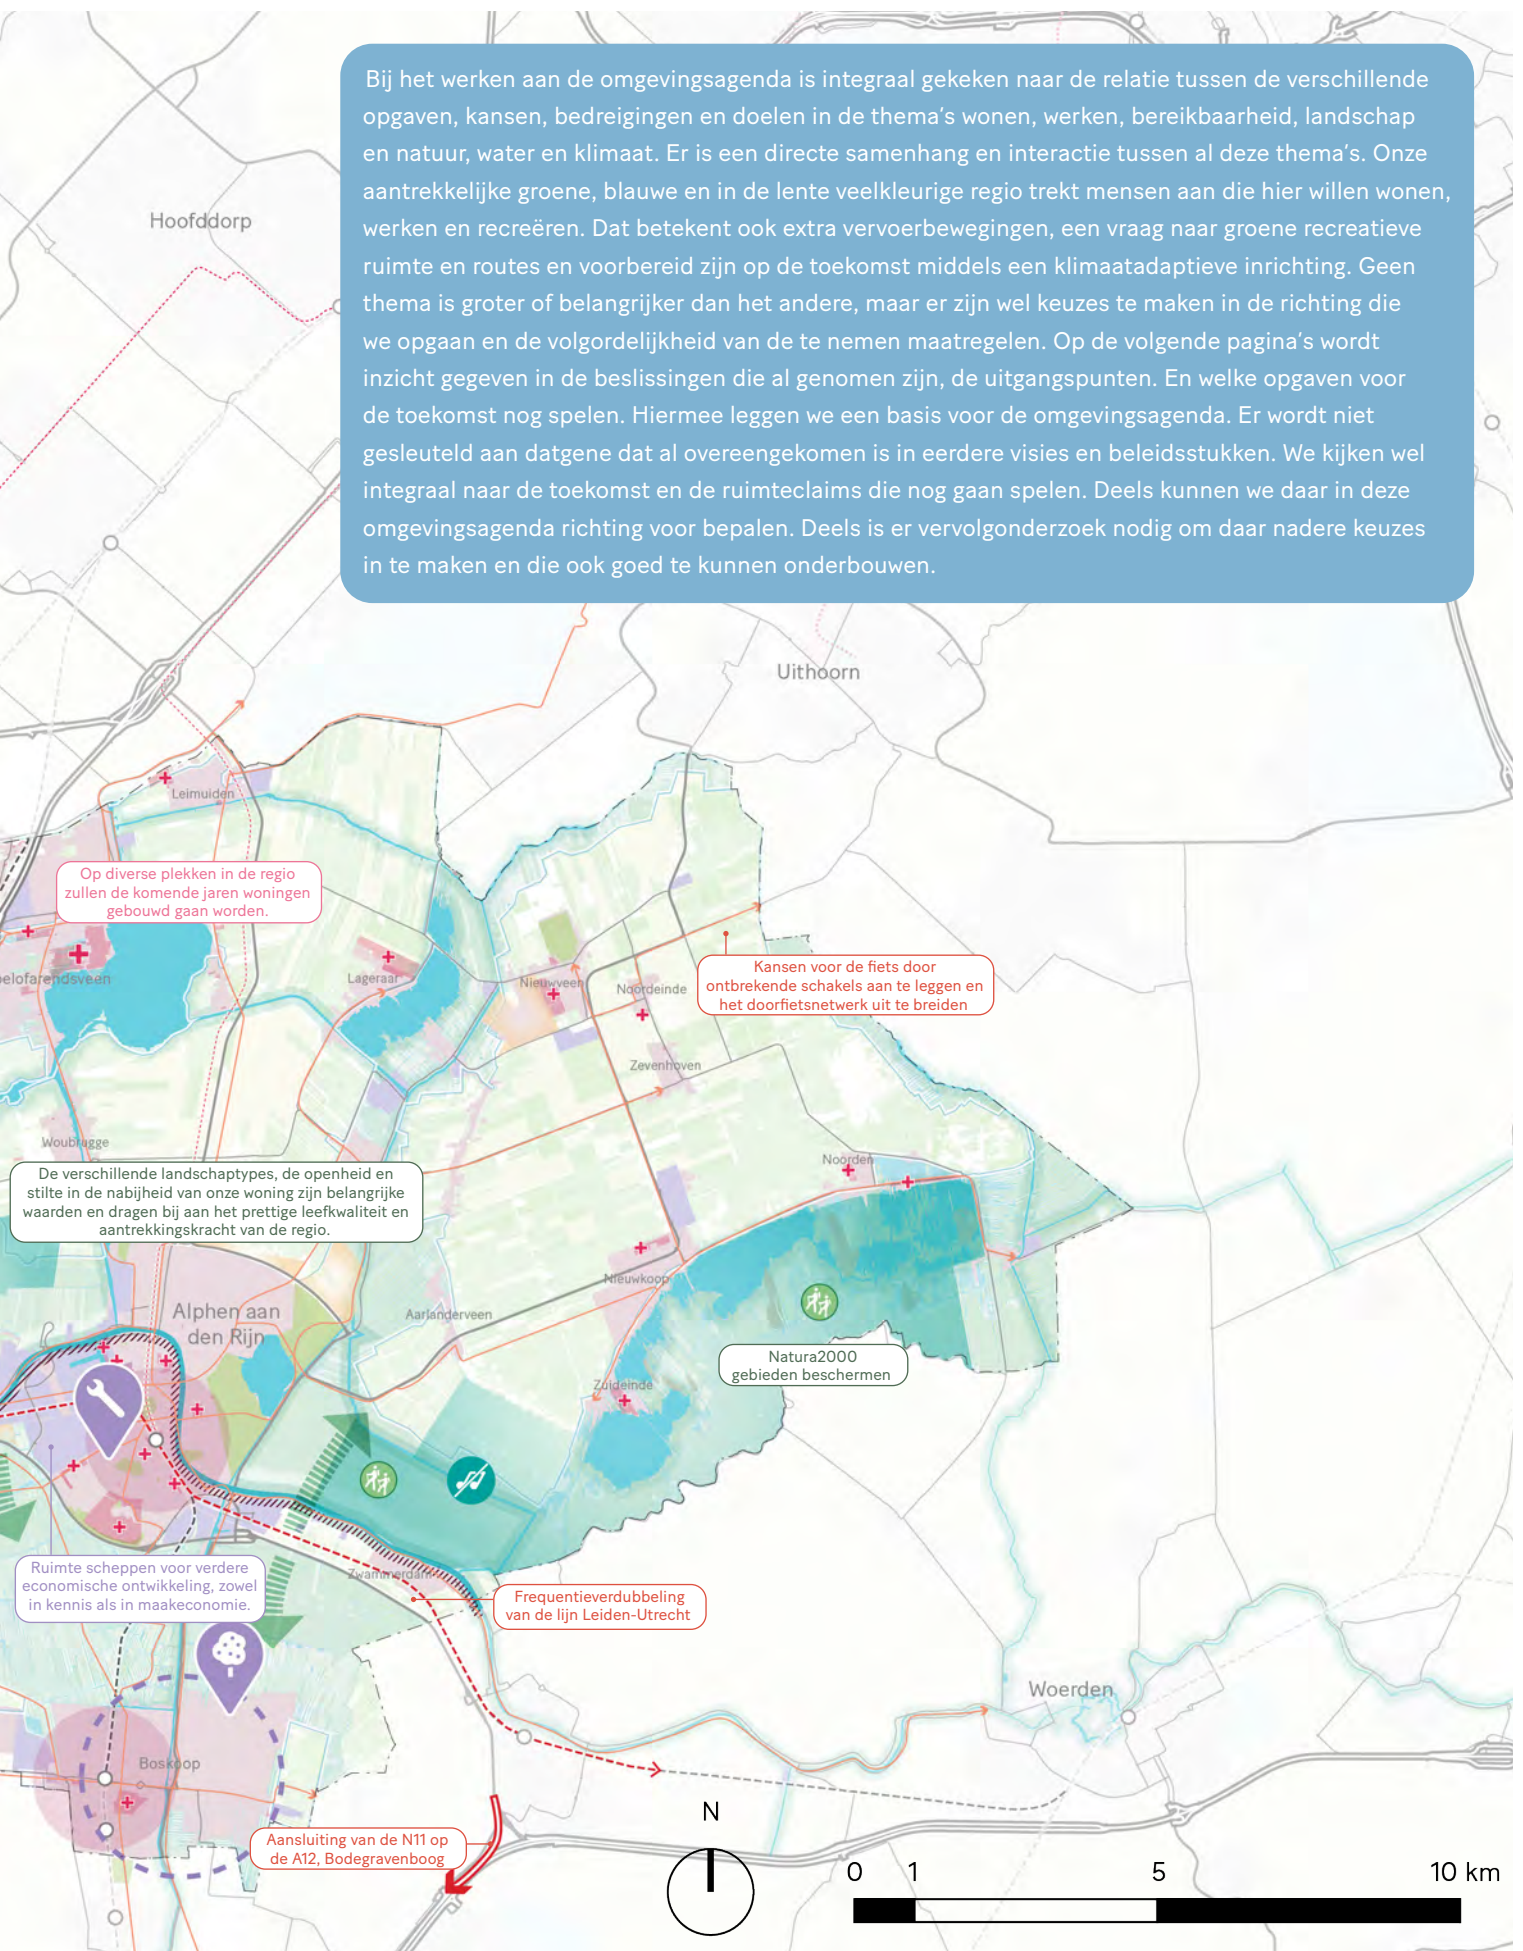 Bij het werken aan de omgevingsagenda is integraal gekeken naar de relatie tussen de verschillende
opgaven, kansen, bedreigingen en doelen in de thema's wonen, werken, bereikbaarheid, landschap
en natuur, water en klimaat. Er is een directe samenhang en interactie tussen al deze thema's. Onze
aantrekkelijke groene, blauwe en in de lente veelkleurige regio trekt mensen aan die hier willen wonen,
werken en recreëren. Dat betekent ook extra vervoerbewegingen, een vraag naar groene recreatieve
ruimte en routes en voorbereid zijn op de toekomst middels een klimaatadaptieve inrichting. Geen
thema is groter of belangrijker dan het andere, maar er zijn wel keuzes te maken in de richting die
we opgaan en de volgordelijkheid van de te nemen maatregelen. Op de volgende pagina's wordt
inzicht gegeven in de beslissingen die al genomen zijn, de uitgangspunten. En welke opgaven voor
de toekomst nog spelen. Hiermee leggen we een basis voor de omgevingsagenda. Er wordt niet
gesleuteld aan datgene dat al overeengekomen is in eerdere visies en beleidsstukken. We kijken wel
integraal naar de toekomst en de ruimteclaims die nog gaan spelen. Deels kunnen we daar in deze
omgevingsagenda richting voor bepalen. Deels is er vervolgonderzoek nodig om daar nadere keuzes
in te maken en die ook goed te kunnen onderbouwen.
Hoofddorp
Uithoorn
Leimuiden
Op diverse plekken in de regio
zullen de komende jaren woningen
gebouwd gaan worden.
elofarendsveen
Lageraar
Nieuwveen
Noordeinde
Kansen voor de fiets door
ontbrekende schakels aan te leggen en
het doorfietsnetwerk uit te breiden
Zevenhoven
Woubrugge
De verschillende landschaptypes, de openheid en
stilte in de nabijheid van onze woning zijn belangrijke
waarden en dragen bij aan het prettige leefkwaliteit en
aantrekkingskracht van de regio.
Noorden
Nieuwkoop
Alphen aan
den Rijn
Aarlanderveen
Natura2000
gebieden beschermen
Zuideinde
Ruimte scheppen voor verdere
economische ontwikkeling, zowel
in kennis als in maakeconomie.
Zwammerdam
Frequentieverdubbeling
van de lijn Leiden-Utrecht
Woerden
Boskoop
Aansluiting van de N11 op
de A12, Bodegravenboog
N
0 1 5 10 km